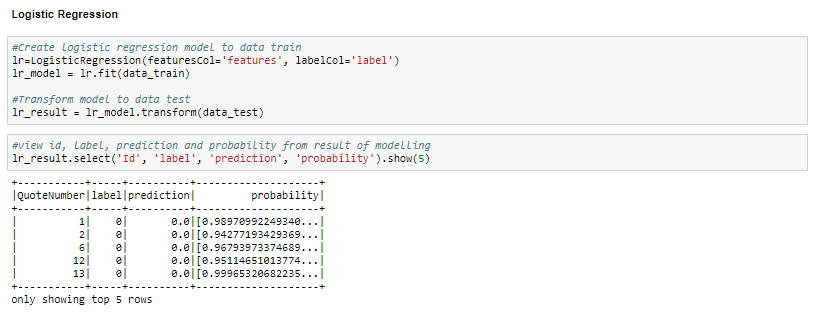 Logistic Regression
#Create logistic regression model to data train
lr=LogisticRegression(featuresCol='features', labelCol='label')
lr_model = lr.fit(data_train)
#Transform model to data test
lr_result = lr_model.transform(data_test)
#view id, label, prediction and probability from result of modelling
lr_result.select('Id', 'label', 'prediction', 'probability').show(5)
+-----------+-----+----------+--------------------+
|QuoteNumber|label|prediction|         probability|
+-----------+-----+----------+--------------------+
|          1|    0|       0.0|[0.98970992249340...|
|          2|    0|       0.0|[0.94277193429369...|
|          6|    0|       0.0|[0.96793973374689...|
|         12|    0|       0.0|[0.95114651013774...|
|         13|    0|       0.0|[0.99965320682235...|
+-----------+-----+----------+--------------------+
only showing top 5 rows